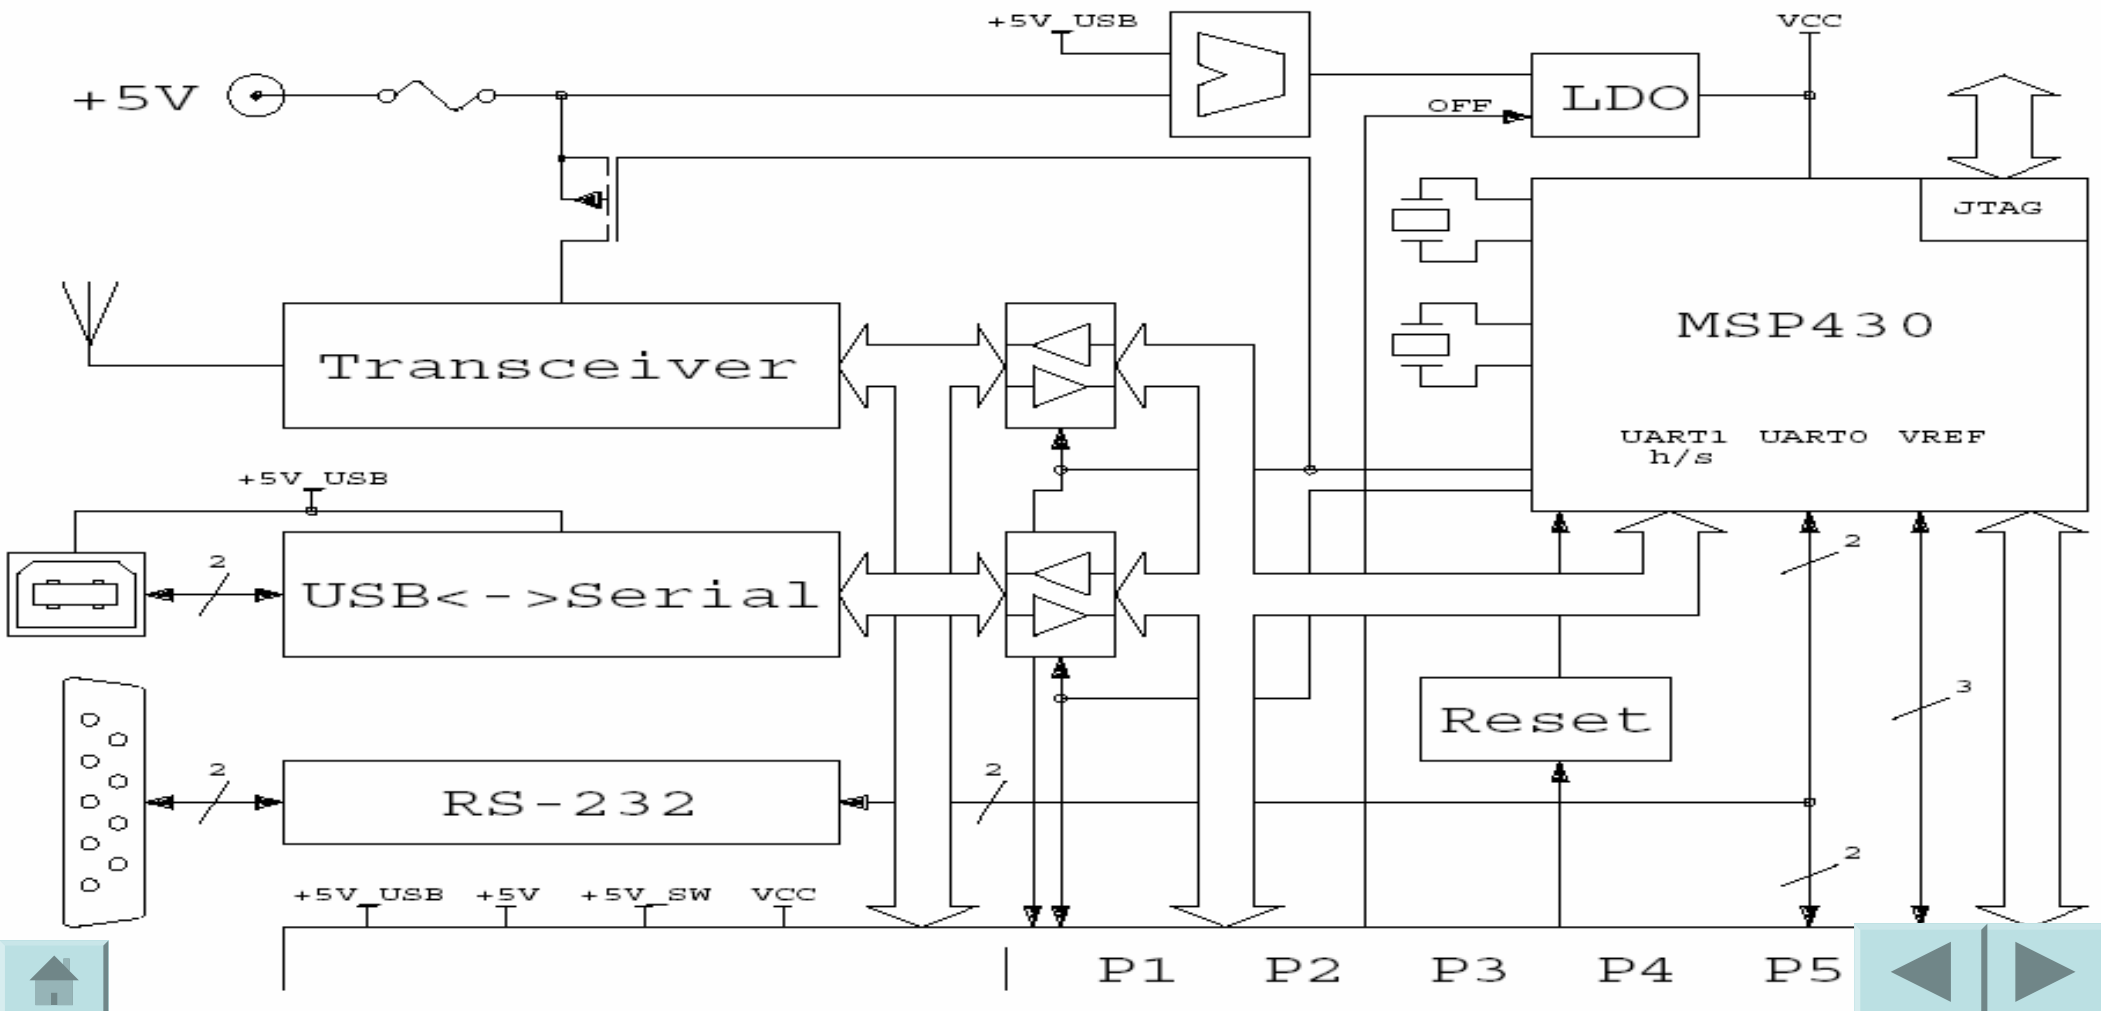 +5V_USB
VCC
+5V
OFF
LDO
JTAG
MSP430
Transceiver
UART1 UART0 VREF
h/s
+5V_USB
2
2
USB<->Serial
3
Reset
2
2
RS-232
2
+5V_USB +5V +5V_SW VCC
P1 P2 P3 P4 P5